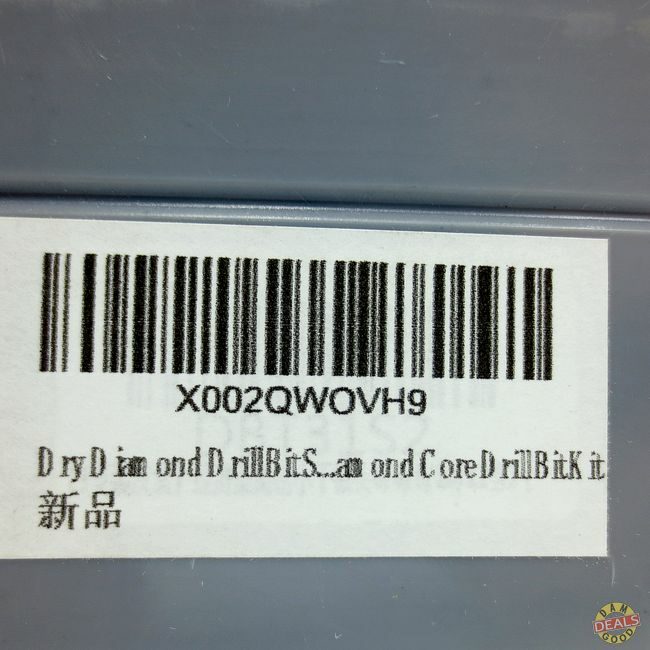 X002QWOVH9
Dry Diamond Drill Bit S...amond Core Drill Bit Kit
新品
DAM
DEALS
GOOD